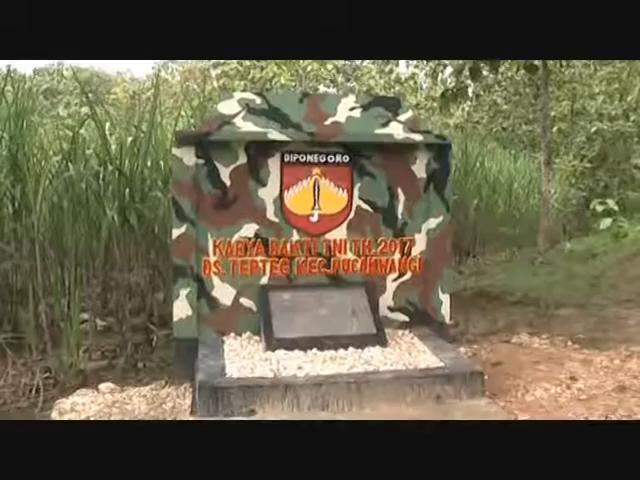 DIPONEGORO
KARYA BAKTI TNI TH.2017
DS. TERTEG KEC. PUCAKWANGI